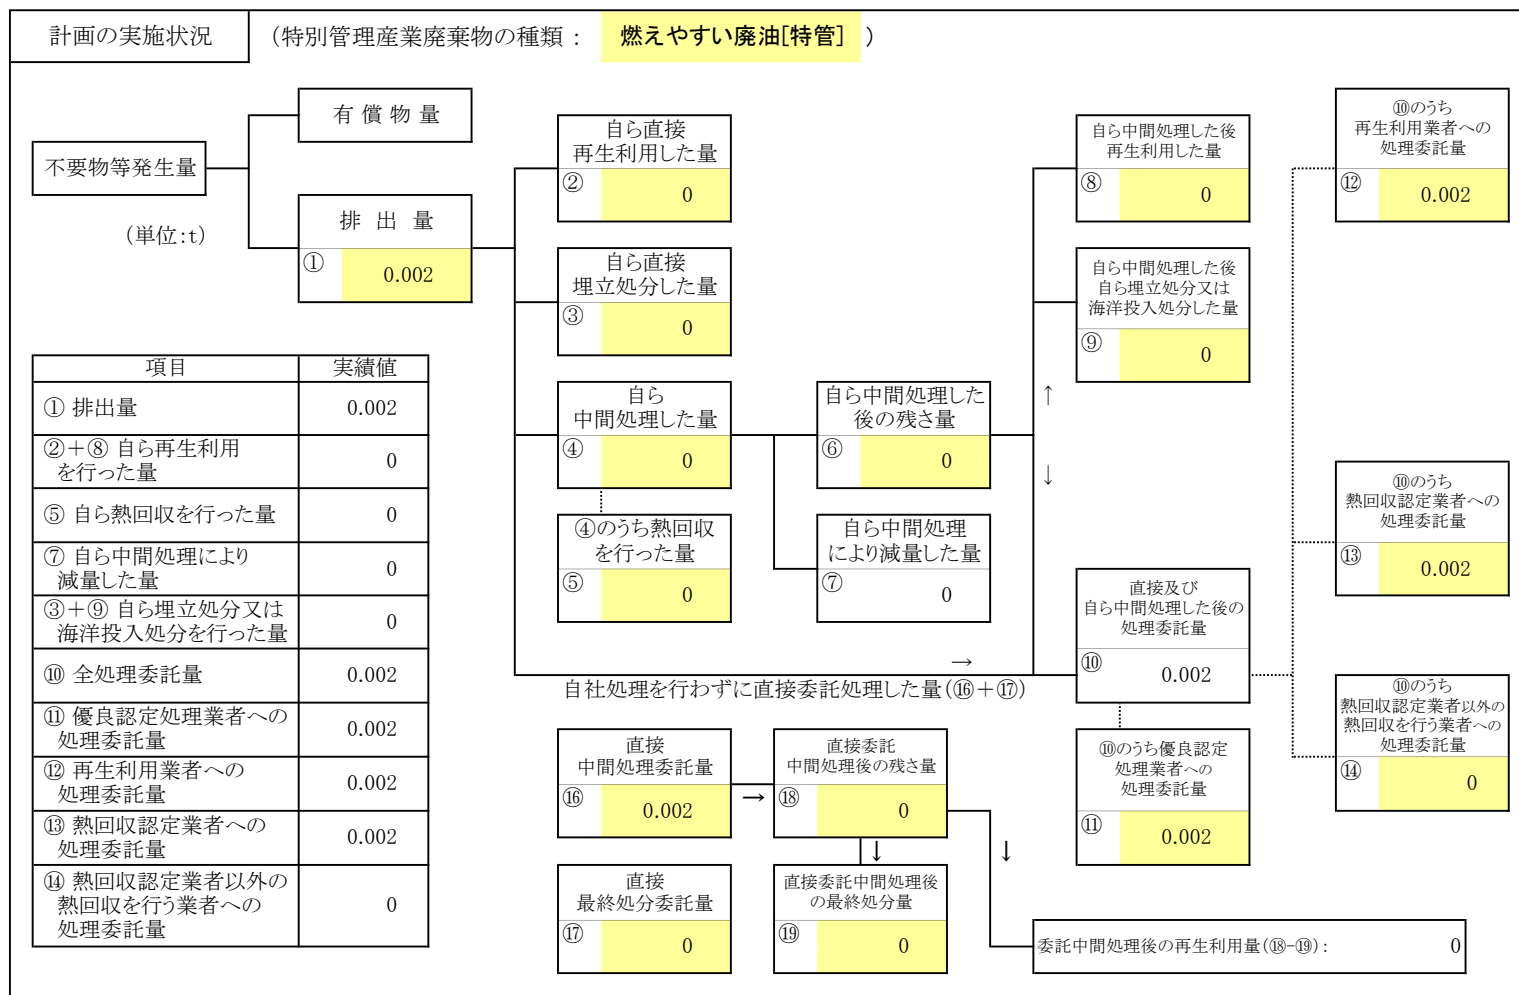 計画の実施状況
(特別管理産業廃棄物の種類: 燃えやすい廃油[特管] )
不要物等発生量
(単位:t)
有償物量
排出量
① 0.002
自ら直接
再生利用した量
② 0
自ら直接
埋立処分した量
③ 0
自ら
中間処理した量
④ 0
④のうち熱回収
を行った量
⑤ 0
自ら中間処理した
後の残さ量
⑥ 0
自ら中間処理
により減量した量
⑦ 0
自ら中間処理した後
再生利用した量
⑧ 0
自ら中間処理した後
自ら埋立処分又は
海洋投入処分した量
⑨ 0
↑
↓
直接及び
自ら中間処理した後の
処理委託量
⑩ 0.002
→
自社処理を行わずに直接委託処理した量(⑯+⑰)
⑩のうち優良認定
処理業者への
処理委託量
⑪ 0.002
⑩のうち
再生利用業者への
処理委託量
⑫ 0.002
⑩のうち
熱回収認定業者への
処理委託量
⑬ 0.002
⑩のうち
熱回収認定業者以外の
熱回収を行う業者への
処理委託量
⑭ 0
直接
中間処理委託量
⑯ 0.002
→
直接委託
中間処理後の残さ量
⑱ 0
↓
↓
直接
最終処分委託量
⑰ 0
直接委託中間処理後
の最終処分量
⑲ 0
委託中間処理後の再生利用量(⑱-⑲): 0
項目 実績値
① 排出量 0.002
②+⑧ 自ら再生利用
を行った量 0
⑤ 自ら熱回収を行った量 0
⑦ 自ら中間処理により
減量した量 0
③+⑨ 自ら埋立処分又は
海洋投入処分を行った量 0
⑩ 全処理委託量 0.002
⑪ 優良認定処理業者への
処理委託量 0.002
⑫ 再生利用業者への
処理委託量 0.002
⑬ 熱回収認定業者への
処理委託量 0.002
⑭ 熱回収認定業者以外の
熱回収を行う業者への
処理委託量 0